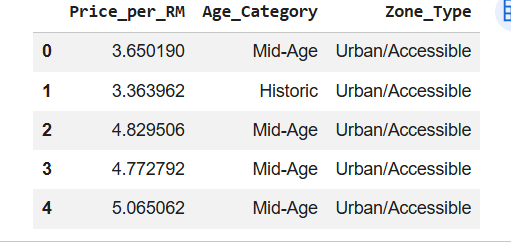 Price_per_RM Age_Category Zone_Type
0 3.650190 Mid-Age Urban/Accessible
1 3.363962 Historic Urban/Accessible
2 4.829506 Mid-Age Urban/Accessible
3 4.772792 Mid-Age Urban/Accessible
4 5.065062 Mid-Age Urban/Accessible